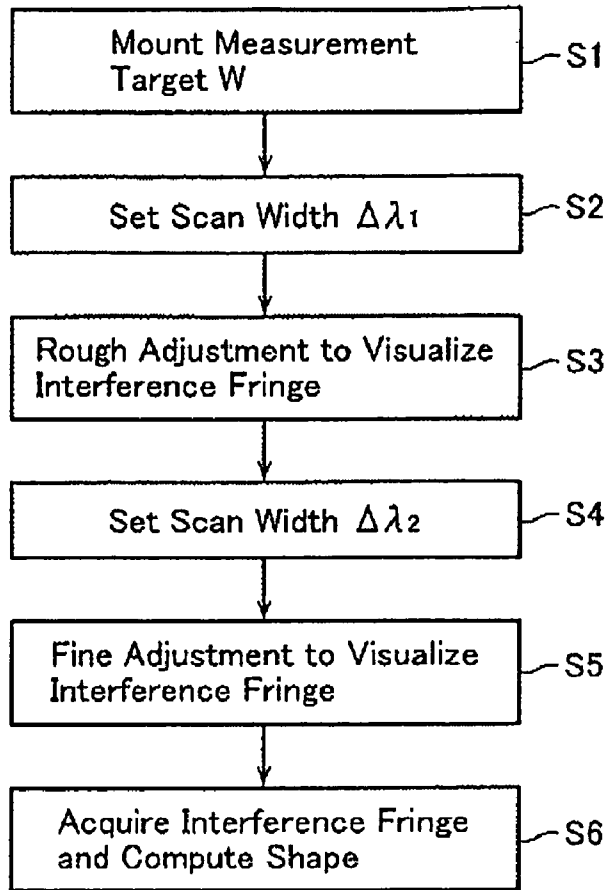 Mount Measurement
Target W
S1
Set Scan Width Δλ1
S2
Rough Adjustment to Visualize
Interference Fringe
S3
Set Scan Width Δλ2
S4
Fine Adjustment to Visualize
Interference Fringe
S5
Acquire Interference Fringe
and Compute Shape
S6